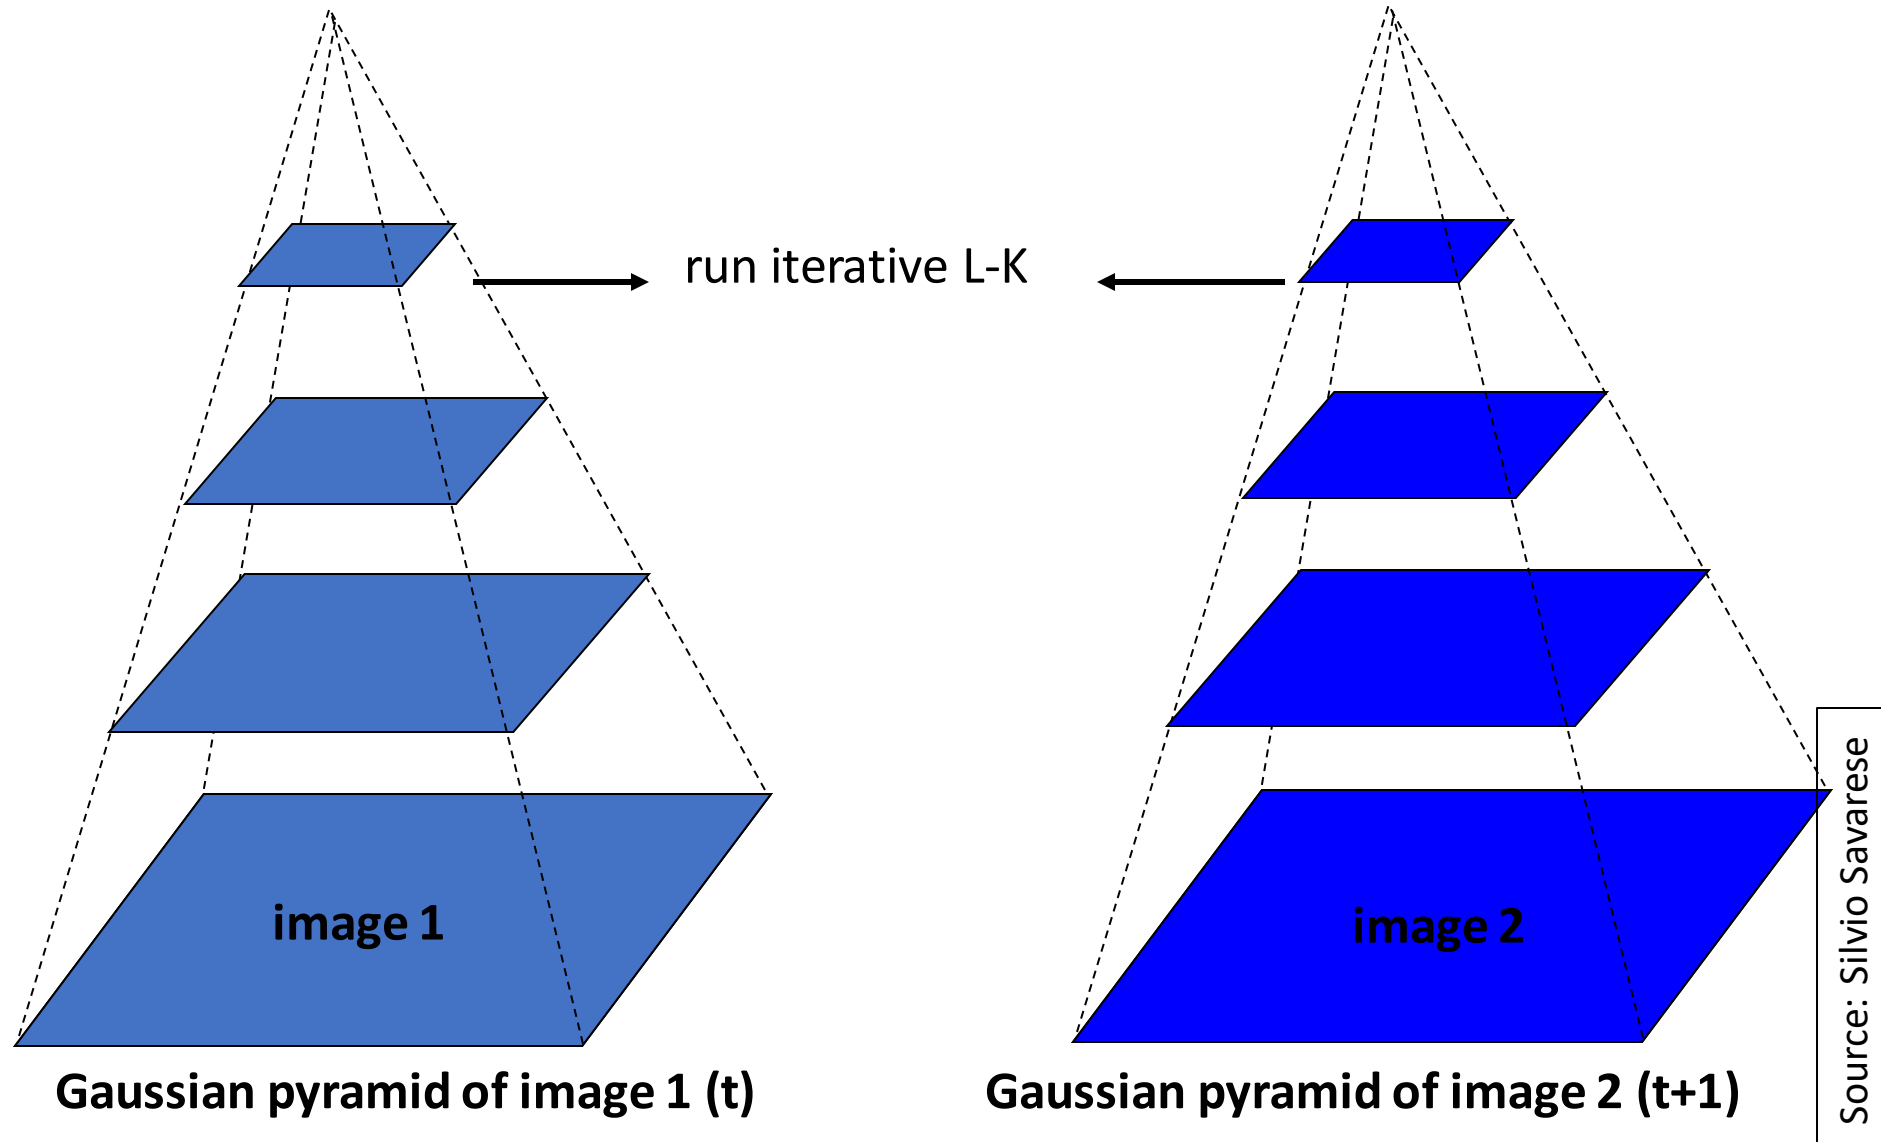 run iterative L-K
image 1
image 2
Gaussian pyramid of image 1 (t)
Gaussian pyramid of image 2 (t+1)
Source: Silvio Savarese